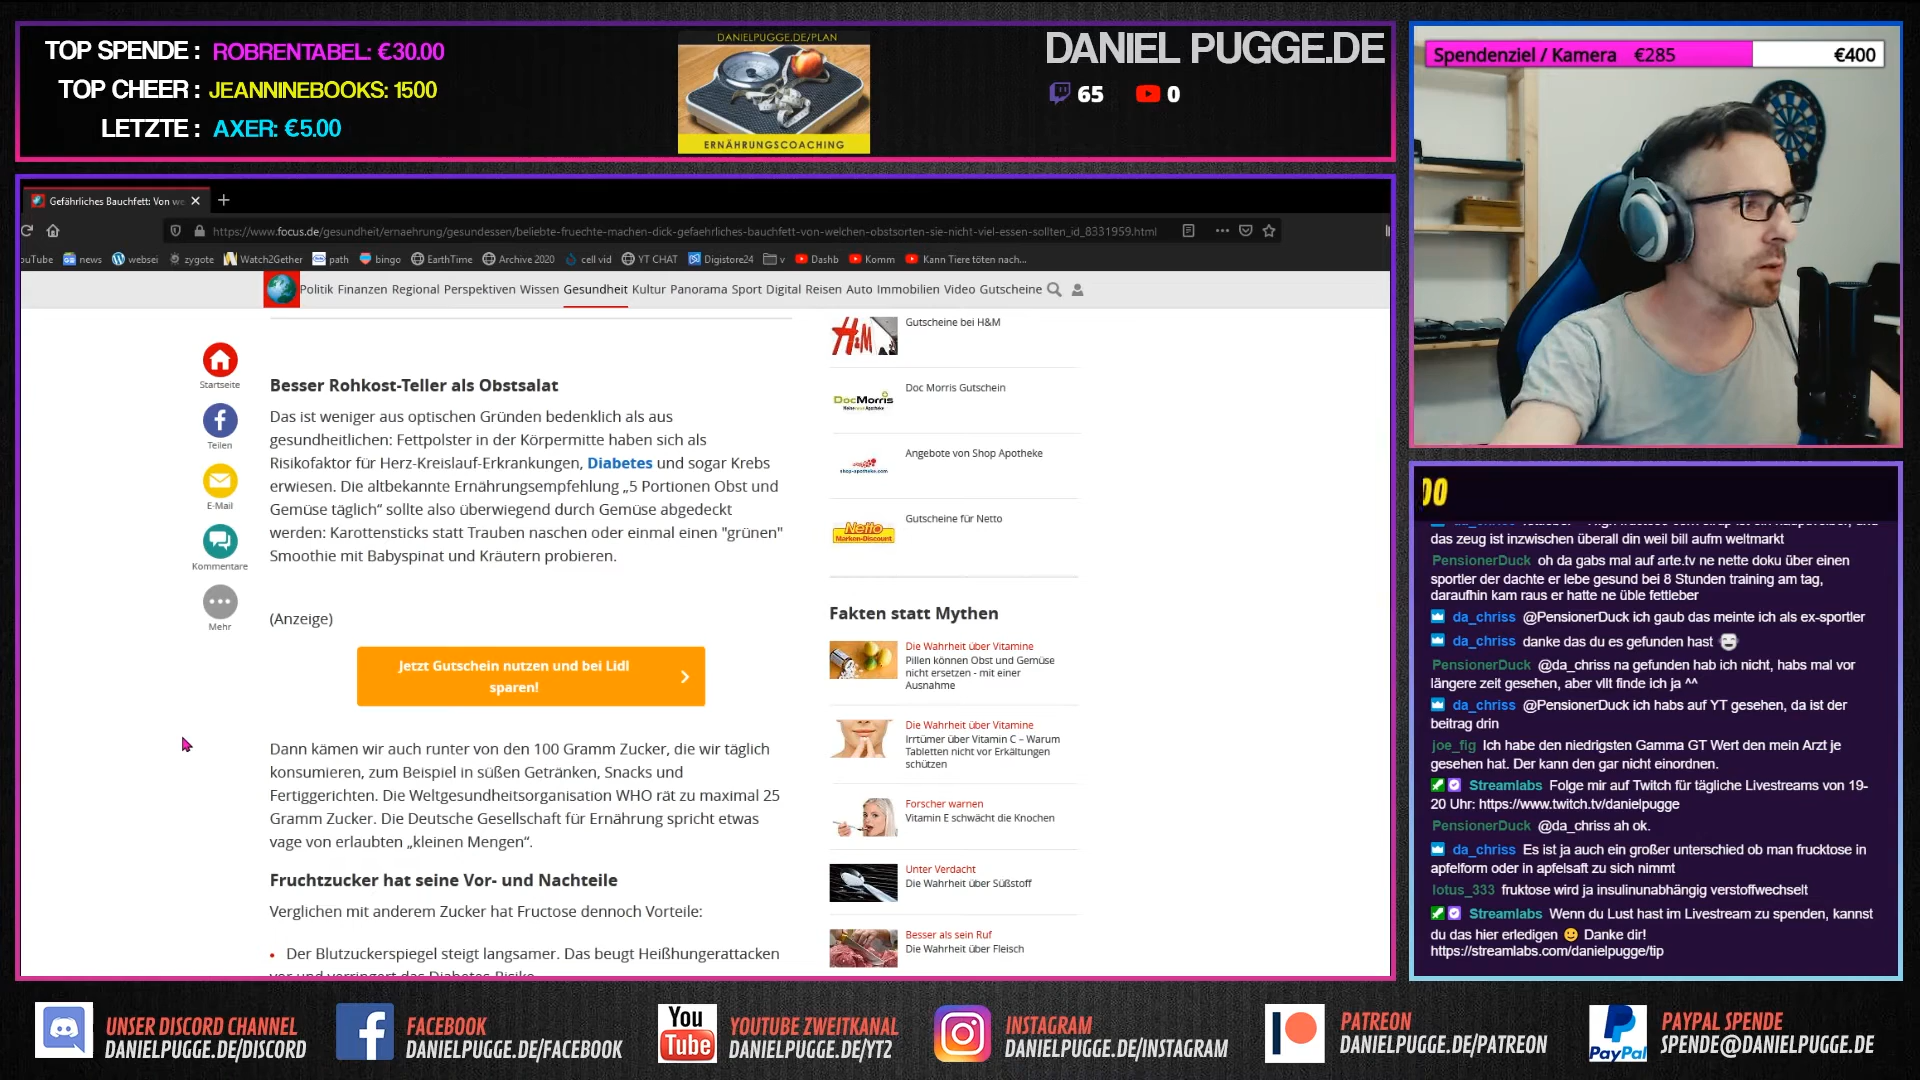 TOP SPENDE : ROBRENTABEL: €30.00
TOP CHEER : JEANNINEBOOKS: 1500
LETZTE : AXER: €5.00
DANIELPUGGE.DE/PLAN
ERNÄHRUNGSCOACHING
DANIEL PUGGE.DE
65 0
Spendenziel / Kamera €285 €400
Gefährliches Bauchfett: Von w
https://www.focus.de/gesundheit/ernaehrung/gesundessen/beliebte-fruechte-machen-dick-gefaehrliches-bauchfett-von-welchen-obstsorten-sie-nicht-viel-essen-sollten_id_8331959.html
ouTube news websei zygote Watch2Gether path bingo EarthTime Archive 2020 cell vid YT CHAT Digistore24 v Dashb Komm Kann Tiere töten nach...
Politik Finanzen Regional Perspektiven Wissen Gesundheit Kultur Panorama Sport Digital Reisen Auto Immobilien Video Gutscheine
Startseite
Teilen
E-Mail
Kommentare
Mehr
Besser Rohkost-Teller als Obstsalat
Das ist weniger aus optischen Gründen bedenklich als aus
gesundheitlichen: Fettpolster in der Körpermitte haben sich als
Risikofaktor für Herz-Kreislauf-Erkrankungen, Diabetes und sogar Krebs
erwiesen. Die altbekannte Ernährungsempfehlung „5 Portionen Obst und
Gemüse täglich“ sollte also überwiegend durch Gemüse abgedeckt
werden: Karottensticks statt Trauben naschen oder einmal einen "grünen"
Smoothie mit Babyspinat und Kräutern probieren.
(Anzeige)
Jetzt Gutschein nutzen und bei Lidl
sparen!
Dann kämen wir auch runter von den 100 Gramm Zucker, die wir täglich
konsumieren, zum Beispiel in süßen Getränken, Snacks und
Fertiggerichten. Die Weltgesundheitsorganisation WHO rät zu maximal 25
Gramm Zucker. Die Deutsche Gesellschaft für Ernährung spricht etwas
vage von erlaubten „kleinen Mengen“.
Fruchtzucker hat seine Vor- und Nachteile
Verglichen mit anderem Zucker hat Fructose dennoch Vorteile:
• Der Blutzuckerspiegel steigt langsamer. Das beugt Heißhungerattacken
vor und verringert das Diabetes-Risiko
H&M
Gutscheine bei H&M
DocMorris
Doc Morris Gutschein
shop-apotheke.com
Angebote von Shop Apotheke
Netto
Marken-Discount
Gutscheine für Netto
Fakten statt Mythen
Die Wahrheit über Vitamine
Pillen können Obst und Gemüse
nicht ersetzen - mit einer
Ausnahme
Die Wahrheit über Vitamine
Irrtümer über Vitamin C – Warum
Tabletten nicht vor Erkältungen
schützen
Forscher warnen
Vitamin E schwächt die Knochen
Unter Verdacht
Die Wahrheit über Süßstoff
Besser als sein Ruf
Die Wahrheit über Fleisch
00
das zeug ist inzwischen überall din weil bill aufm weltmarkt
PensionerDuck oh da gabs mal auf arte.tv ne nette doku über einen
sportler der dachte er lebe gesund bei 8 Stunden training am tag,
daraufhin kam raus er hatte ne üble fettleber
da_chriss @PensionerDuck ich gaub das meinte ich als ex-sportler
da_chriss danke das du es gefunden hast
PensionerDuck @da_chriss na gefunden hab ich nicht, habs mal vor
längere zeit gesehen, aber vllt finde ich ja ^^
da_chriss @PensionerDuck ich habs auf YT gesehen, da ist der
beitrag drin
joe_fig Ich habe den niedrigsten Gamma GT Wert den mein Arzt je
gesehen hat. Der kann den gar nicht einordnen.
Streamlabs Folge mir auf Twitch für tägliche Livestreams von 19-
20 Uhr: https://www.twitch.tv/danielpugge
PensionerDuck @da_chriss ah ok.
da_chriss Es ist ja auch ein großer unterschied ob man frucktose in
apfelform oder in apfelsaft zu sich nimmt
lotus_333 fruktose wird ja insulinunabhängig verstoffwechselt
Streamlabs Wenn du Lust hast im Livestream zu spenden, kannst
du das hier erledigen Danke dir!
https://streamlabs.com/danielpugge/tip
UNSER DISCORD CHANNEL
DANIELPUGGE.DE/DISCORD
FACEBOOK
DANIELPUGGE.DE/FACEBOOK
You
Tube
YOUTUBE ZWEITKANAL
DANIELPUGGE.DE/YT2
INSTAGRAM
DANIELPUGGE.DE/INSTAGRAM
PATREON
DANIELPUGGE.DE/PATREON
PayPal
PAYPAL SPENDE
SPENDE@DANIELPUGGE.DE